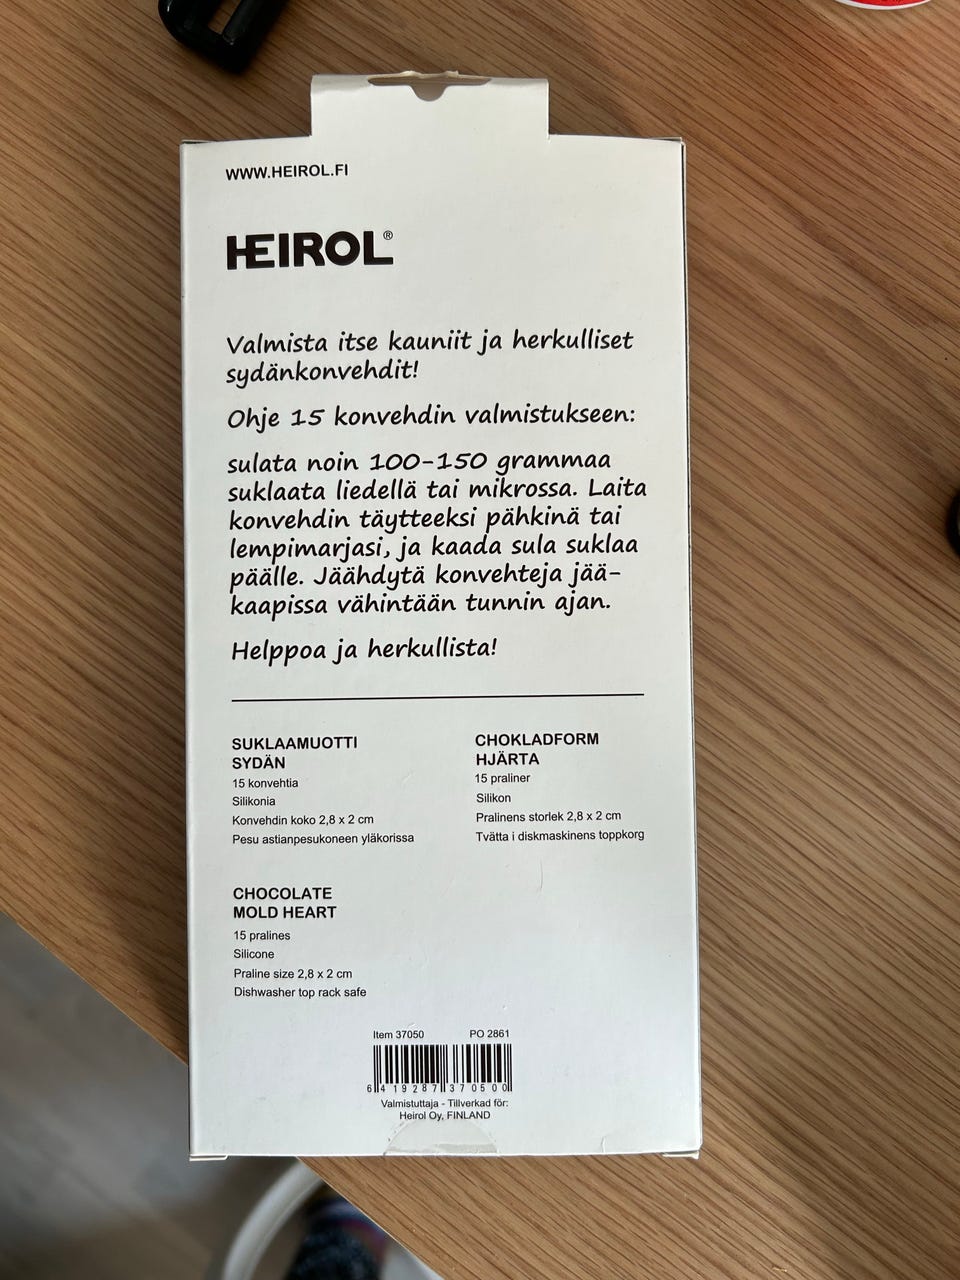 WWW.HEIROL.FI
HEIROL®
Valmista itse kauniit ja herkulliset
sydänkonvehdit!
Ohje 15 konvehdin valmistukseen:
sulata noin 100-150 grammaa
suklaata liedellä tai mikrossa. Laita
konvehdin täytteeksi pähkinä tai
lempimarjasi, ja kaada sula suklaa
päälle. Jäähdytä konvehteja jää-
kaapissa vähintään tunnin ajan.
Helppoa ja herkullista!
SUKLAAMUOTTI
SYDÄN
15 konvehtia
Silikonia
Konvehdin koko 2,8 x 2 cm
Pesu astianpesukoneen yläkorissa
CHOKLADFORM
HJÄRTA
15 praliner
Silikon
Pralinens storlek 2,8 x 2 cm
Tvätta i diskmaskinens toppkorg
CHOCOLATE
MOLD HEART
15 pralines
Silicone
Praline size 2,8 x 2 cm
Dishwasher top rack safe
Item 37050 PO 2861
6 419287 370500
Valmistuttaja - Tillverkad för:
Heirol Oy, FINLAND